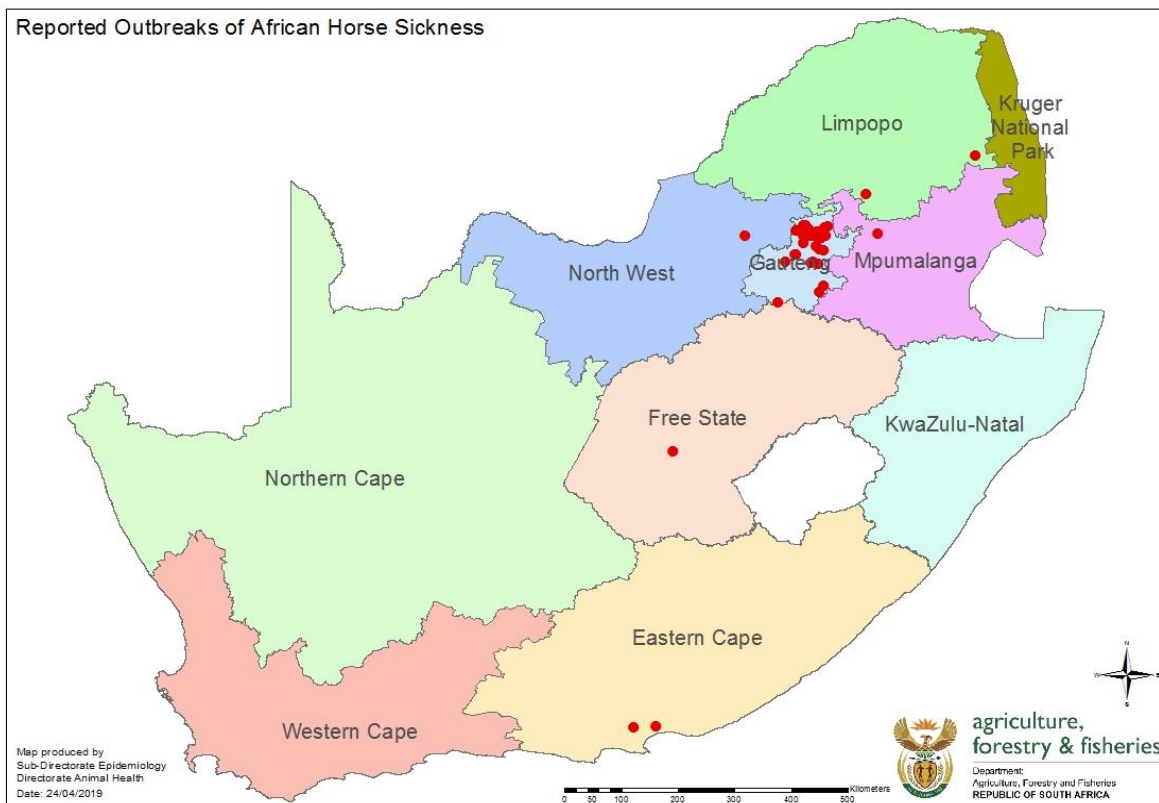 Reported Outbreaks of African Horse Sickness
Limpopo
Kruger
National
Park
North West
Gauteng
Mpumalanga
Free State
KwaZulu-Natal
Northern Cape
Eastern Cape
Western Cape
N
W
E
S
Map produced by
Sub-Directorate Epidemiology
Directorate Animal Health
Date: 24/04/2019
Kilometers
0 50 100 200 300 400 500
agriculture,
forestry & fisheries
Department:
Agriculture, Forestry and Fisheries
REPUBLIC OF SOUTH AFRICA